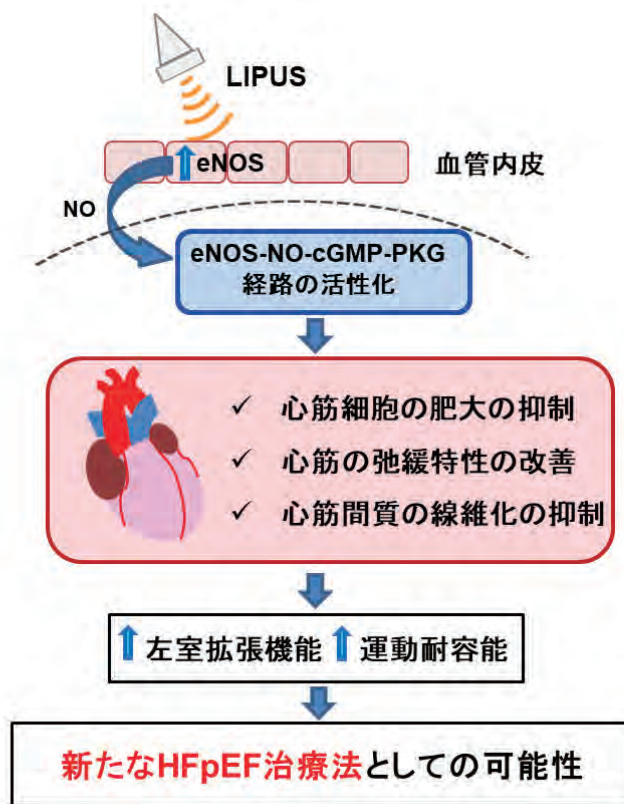 LIPUS
eNOS
血管内皮
NO
eNOS-NO-cGMP-PKG
経路の活性化
✓ 心筋細胞の肥大の抑制
✓ 心筋の弛緩特性の改善
✓ 心筋間質の線維化の抑制
左室拡張機能 運動耐容能
新たなHFpEF治療法としての可能性